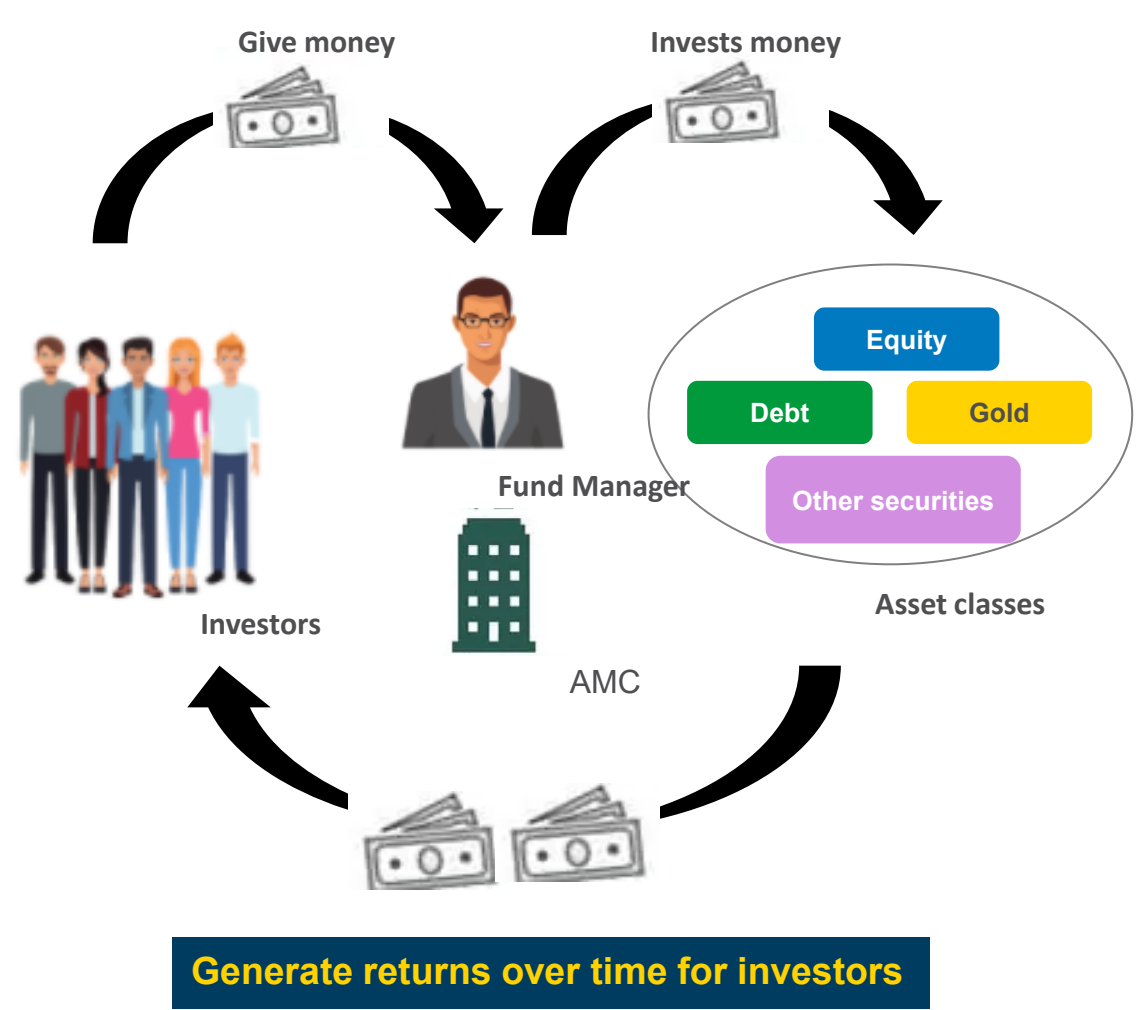 Give money
Invests money
Equity
Debt
Gold
Other securities
Fund Manager
Asset classes
Investors
AMC
Generate returns over time for investors